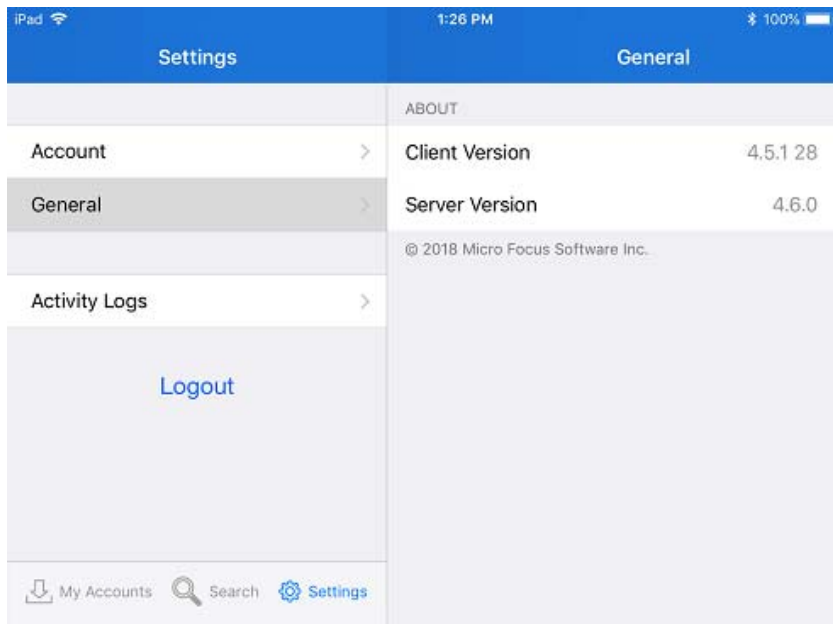 iPad 1:26 PM 100%
Settings
General
Account
General
Activity Logs
Logout
My Accounts Search Settings
ABOUT
Client Version 4.5.1 28
Server Version 4.6.0
© 2018 Micro Focus Software Inc.